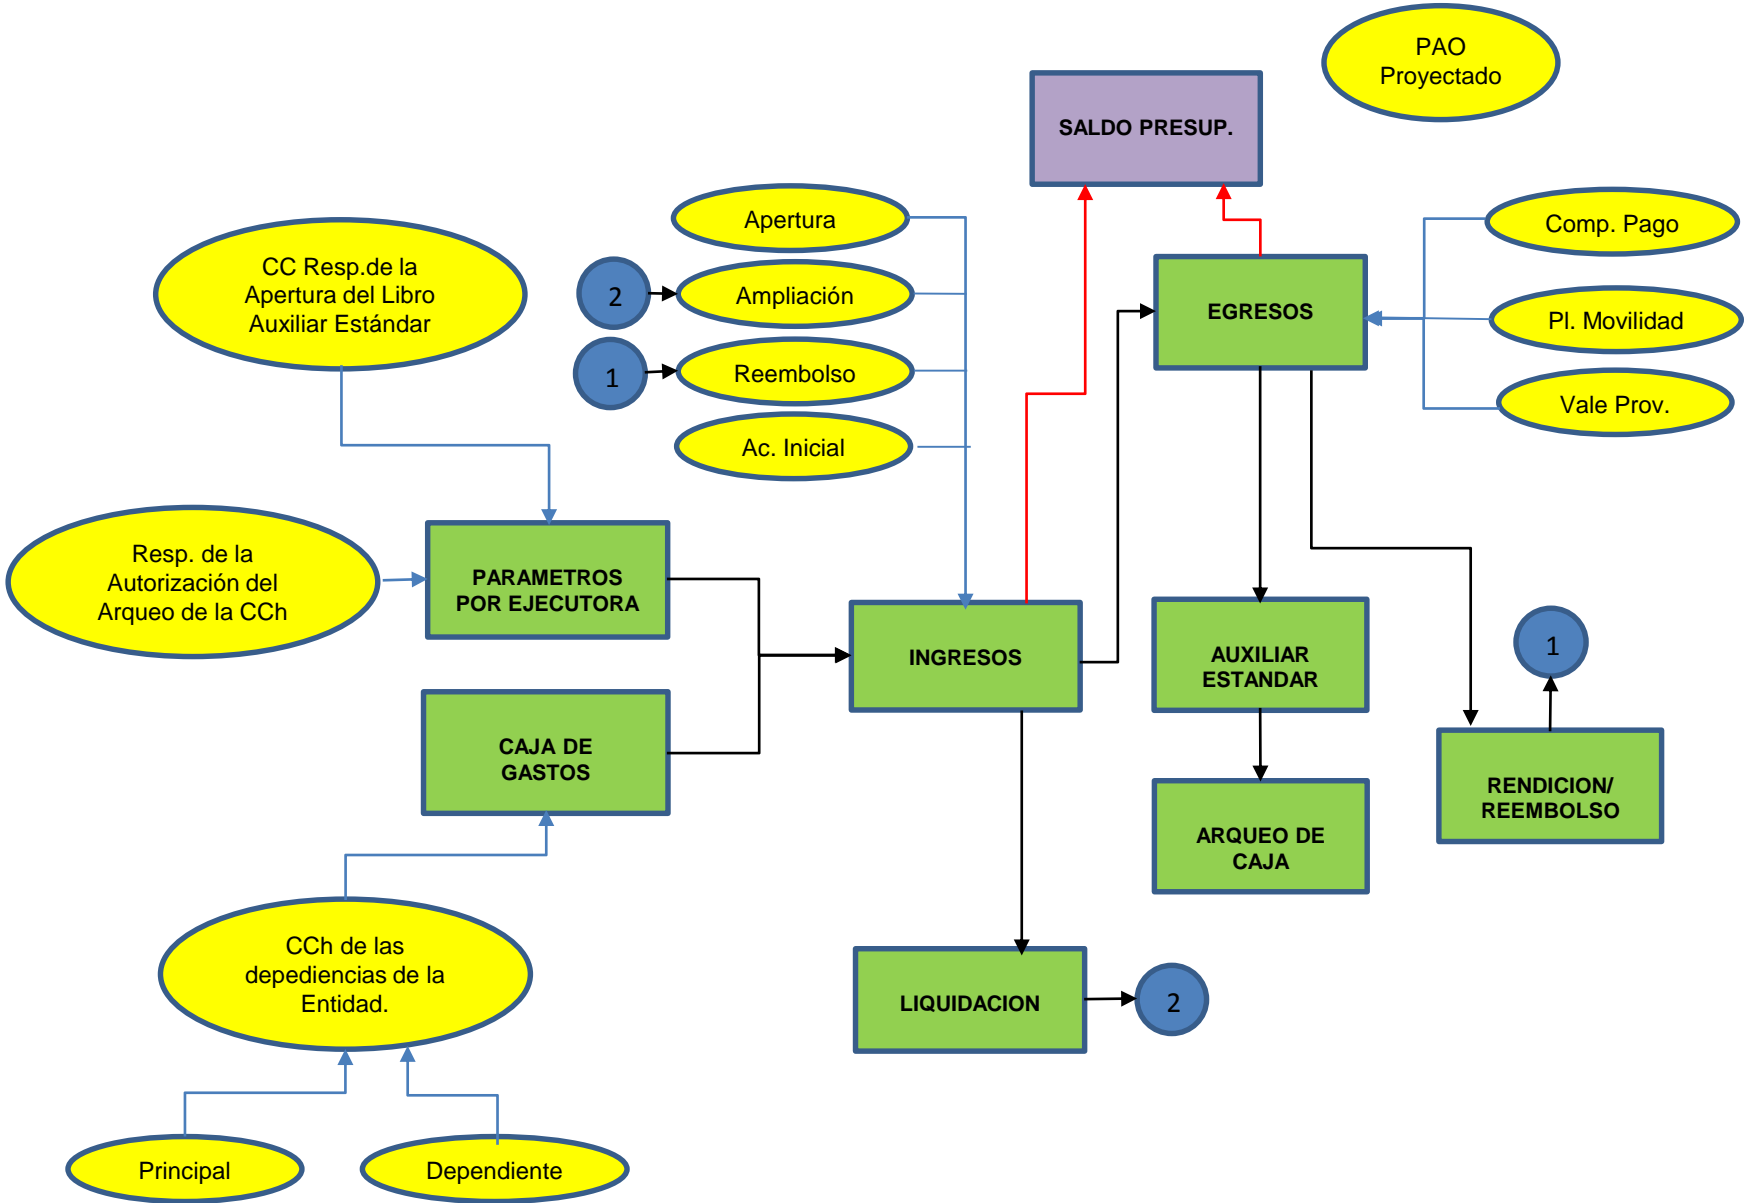 PAO
Proyectado
SALDO PRESUP.
Apertura
Comp. Pago
CC Resp.de la
Apertura del Libro
Auxiliar Estándar
2
Ampliación
EGRESOS
Pl. Movilidad
1
Reembolso
Vale Prov.
Ac. Inicial
Resp. de la
Autorización del
Arqueo de la CCh
PARAMETROS
POR EJECUTORA
INGRESOS
AUXILIAR
ESTANDAR
1
CAJA DE
GASTOS
RENDICION/
REEMBOLSO
ARQUEO DE
CAJA
CCh de las
depediencias de la
Entidad.
LIQUIDACION
2
Principal
Dependiente